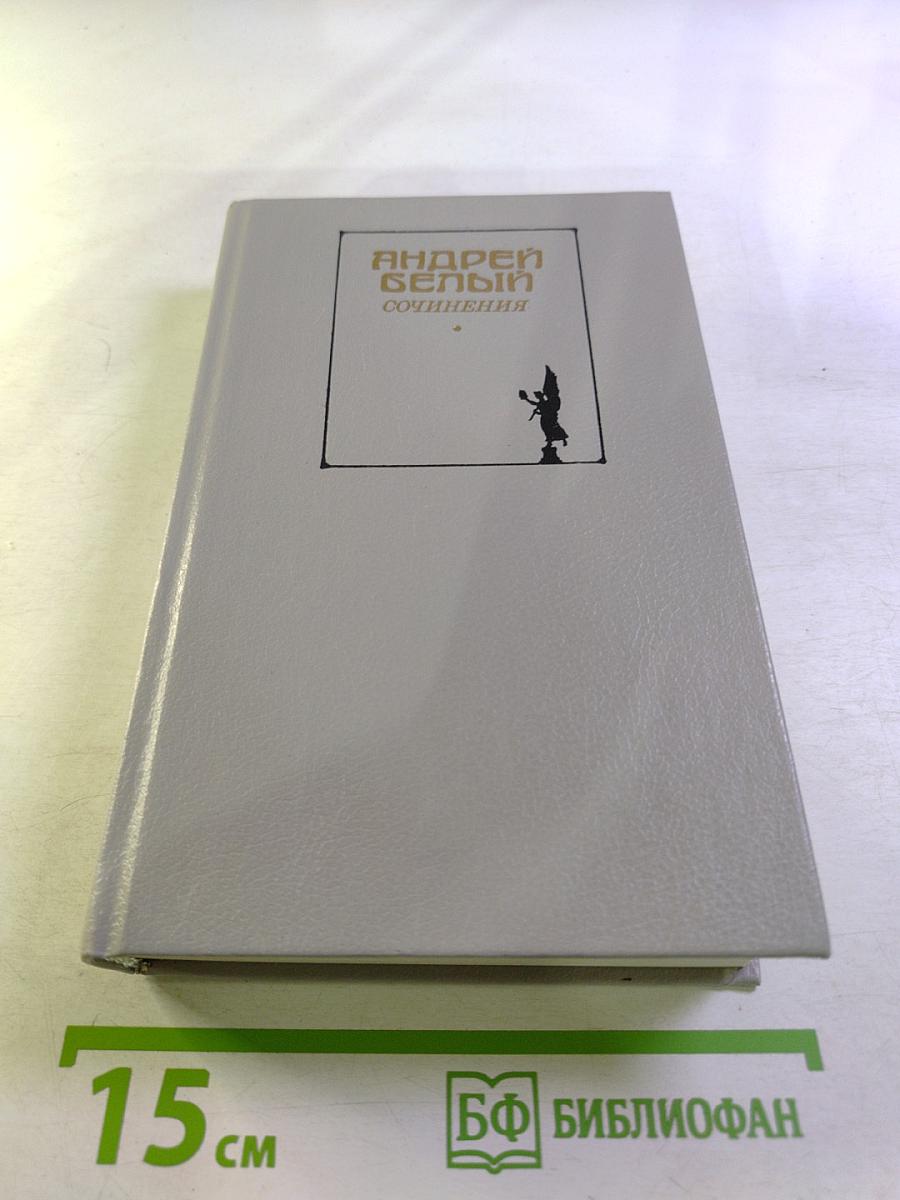 АНДРЕЙ
БЕЛЫЙ
СОЧИНЕНИЯ
15 см
БФ БИБЛИОФАН